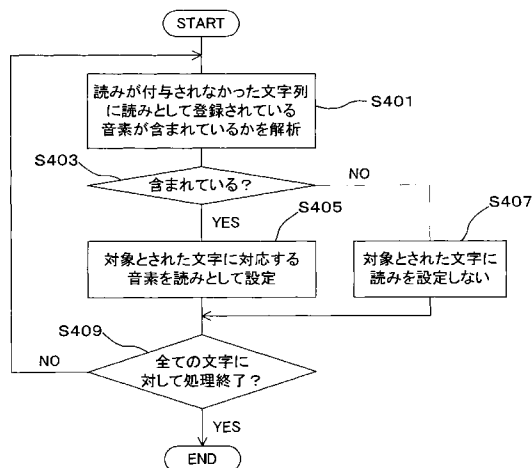 START
読みが付与されなかった文字列
に読みとして登録されている
音素が含まれているかを解析
S401
S403
含まれている?
NO
YES
S405
S407
対象とされた文字に対応する
音素を読みとして設定
対象とされた文字に
読みを設定しない
S409
全ての文字に
対して処理終了?
NO
YES
END